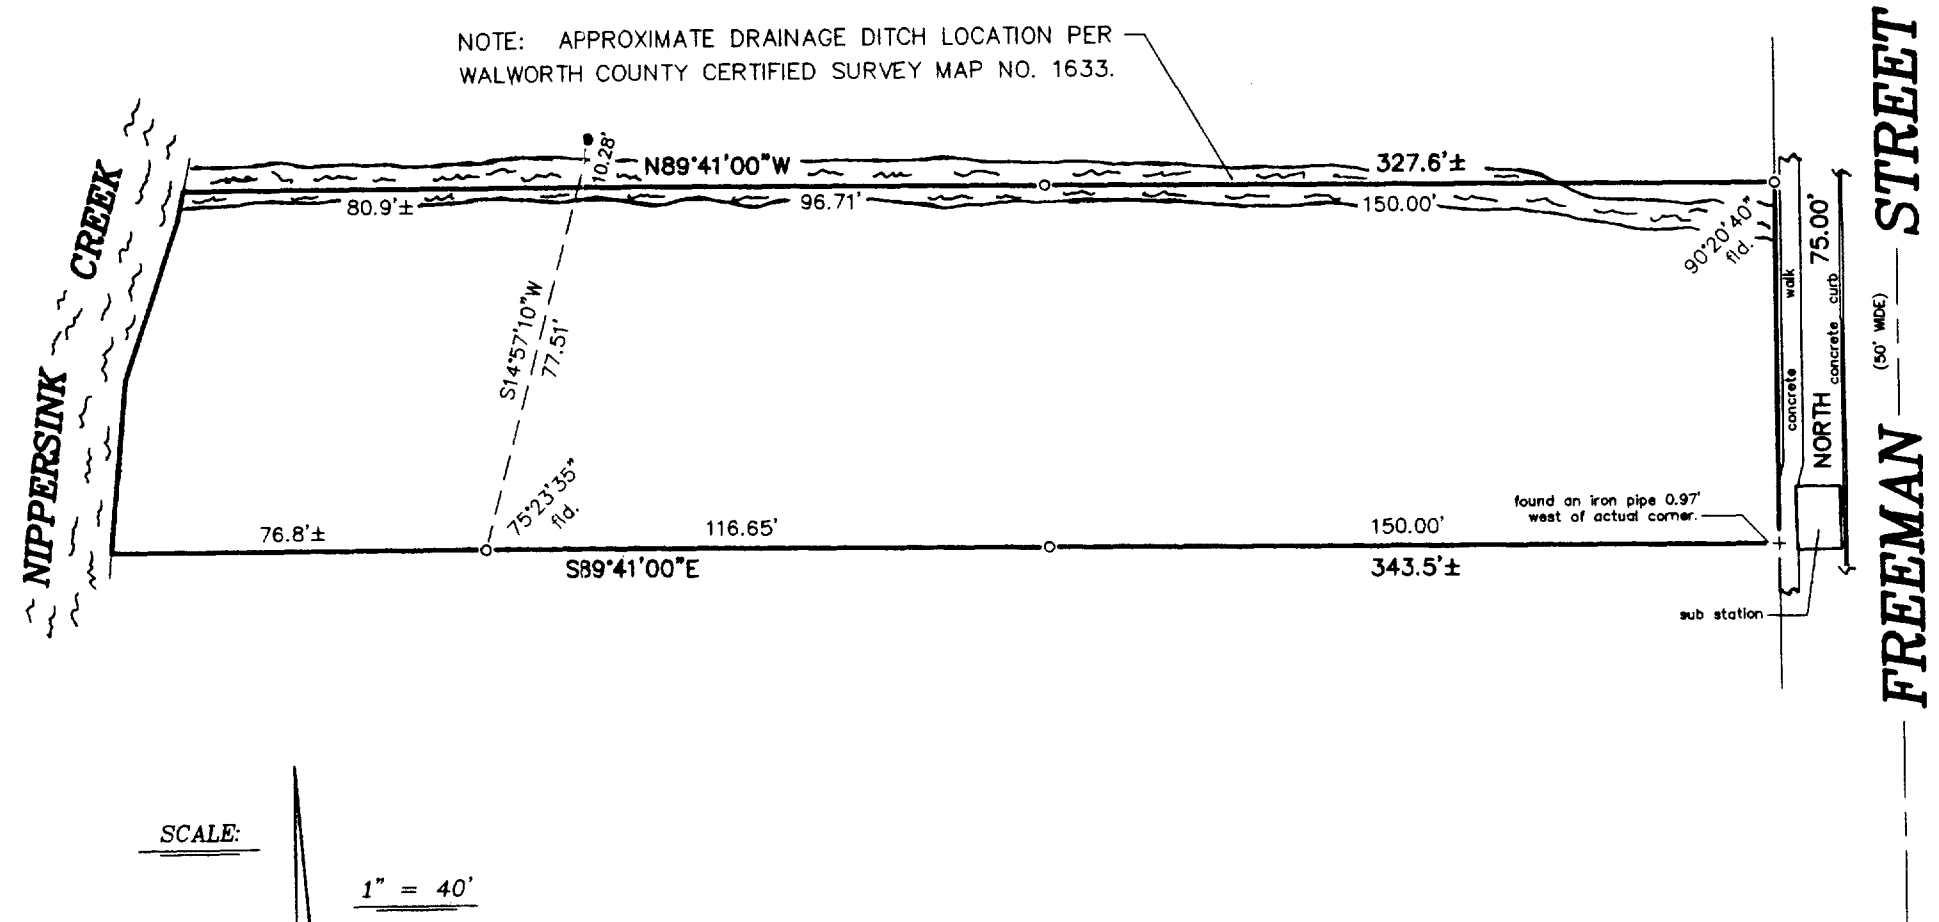 NOTE: APPROXIMATE DRAINAGE DITCH LOCATION PER
WALWORTH COUNTY CERTIFIED SURVEY MAP NO. 1633.
NIPPERSINK CREEK
10.28'
N89°41'00"W
327.6'±
80.9'±
96.71'
150.00'
90°20'40"
fld.
S14°57'10"W
77.51'
75°23'35"
fld.
concrete walk
NORTH 75.00'
concrete curb
(50' WIDE)
FREEMAN STREET
found an iron pipe 0.97'
west of actual corner.
76.8'±
116.65'
150.00'
S89°41'00"E
343.5'±
sub station
SCALE:
1" = 40'